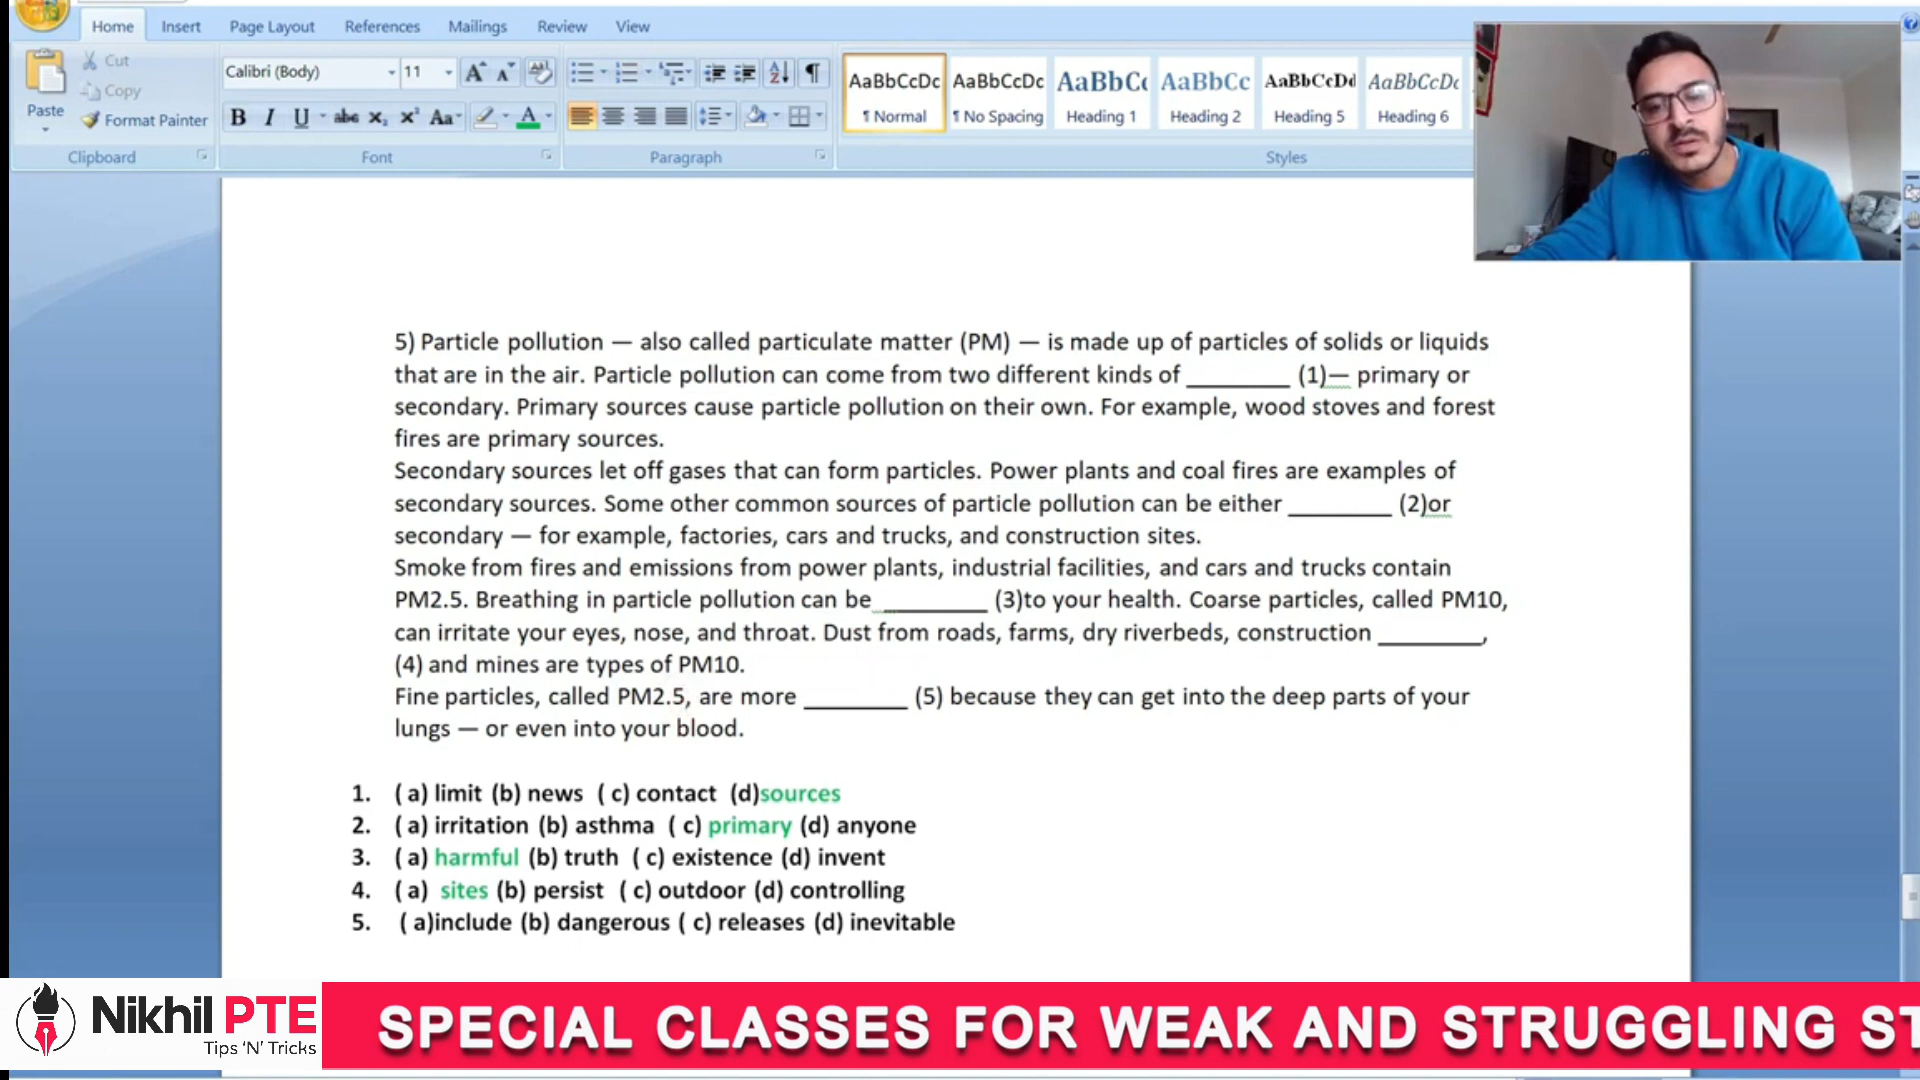 Home Insert Page Layout References Mailings Review View
Cut
Copy
Format Painter
Paste
Clipboard
Calibri (Body) 11
Font
Paragraph
AaBbCcDc AaBbCcDc AaBbC AaBbCc AaBbCcDd AaBbCcDc
¶ Normal ¶ No Spacing Heading 1 Heading 2 Heading 5 Heading 6
Styles
5) Particle pollution — also called particulate matter (PM) — is made up of particles of solids or liquids
that are in the air. Particle pollution can come from two different kinds of _________ (1)— primary or
secondary. Primary sources cause particle pollution on their own. For example, wood stoves and forest
fires are primary sources.
Secondary sources let off gases that can form particles. Power plants and coal fires are examples of
secondary sources. Some other common sources of particle pollution can be either _________ (2)or
secondary — for example, factories, cars and trucks, and construction sites.
Smoke from fires and emissions from power plants, industrial facilities, and cars and trucks contain
PM2.5. Breathing in particle pollution can be _________ (3)to your health. Coarse particles, called PM10,
can irritate your eyes, nose, and throat. Dust from roads, farms, dry riverbeds, construction _________,
(4) and mines are types of PM10.
Fine particles, called PM2.5, are more _________ (5) because they can get into the deep parts of your
lungs — or even into your blood.
1. ( a) limit (b) news ( c) contact (d)sources
2. ( a) irritation (b) asthma ( c) primary (d) anyone
3. ( a) harmful (b) truth ( c) existence (d) invent
4. ( a) sites (b) persist ( c) outdoor (d) controlling
5. ( a)include (b) dangerous ( c) releases (d) inevitable
Nikhil PTE
Tips 'N' Tricks
SPECIAL CLASSES FOR WEAK AND STRUGGLING ST